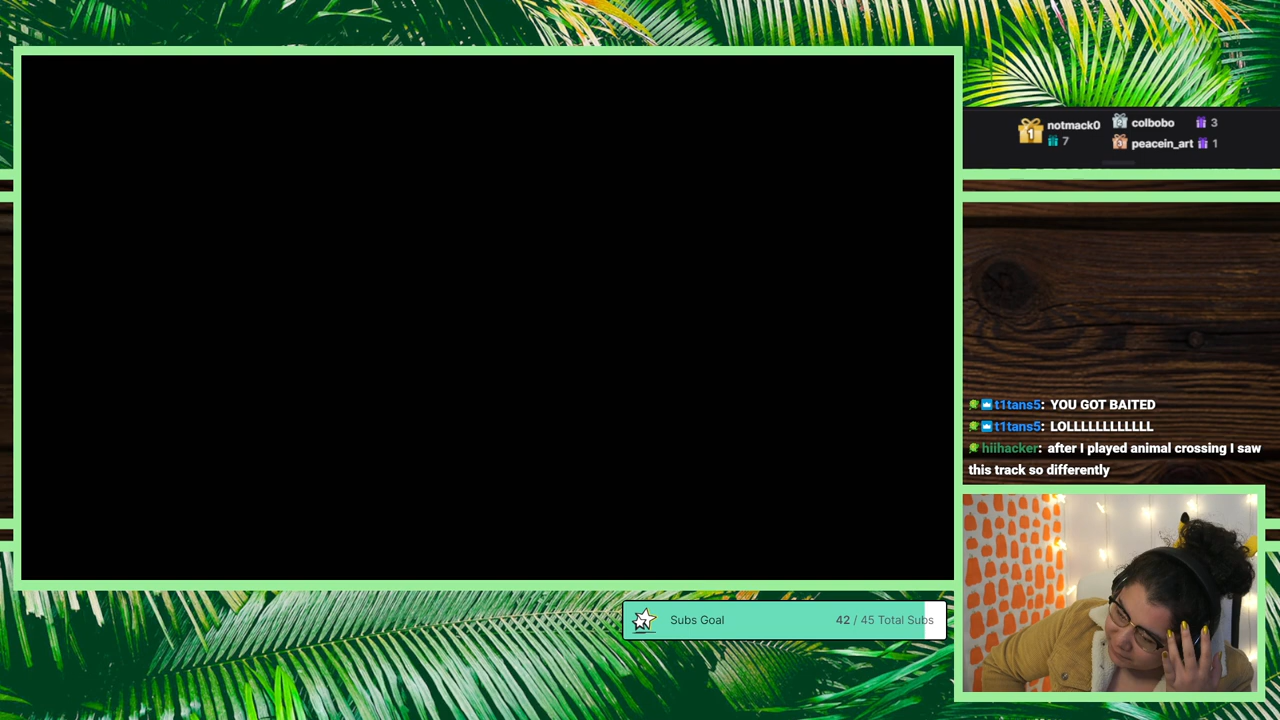 notmack0
7
colbobo 3
peacein_art 1
t1tans5: YOU GOT BAITED
t1tans5: LOLLLLLLLLLLLL
hiihacker: after I played animal crossing I saw
this track so differently
Subs Goal 42 / 45 Total Subs